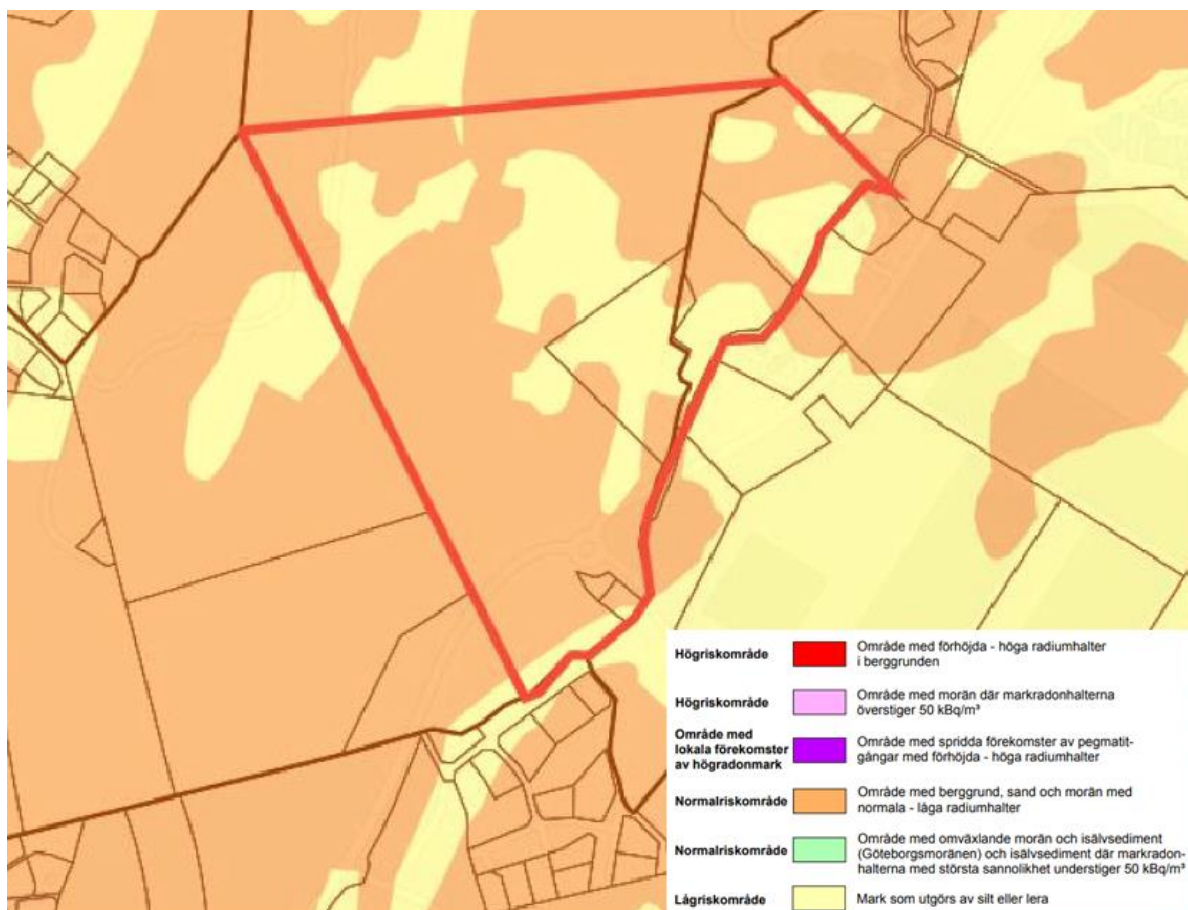 Högriskområde
Område med förhöjda - höga radiumhalter
i berggrunden
Högriskområde
Område med morän där markradonhalterna
överstiger 50 kBq/m³
Område med
lokala förekomster
av högradonmark
Område med spridda förekomster av pegmatit-
gångar med förhöjda - höga radiumhalter
Normalriskområde
Område med berggrund, sand och morän med
normala - låga radiumhalter
Normalriskområde
Område med omväxlande morän och isälvsediment
(Göteborgsmoränen) och isälvsediment där markradon-
halterna med största sannolikhet understiger 50 kBq/m³
Lågriskområde
Mark som utgörs av silt eller lera